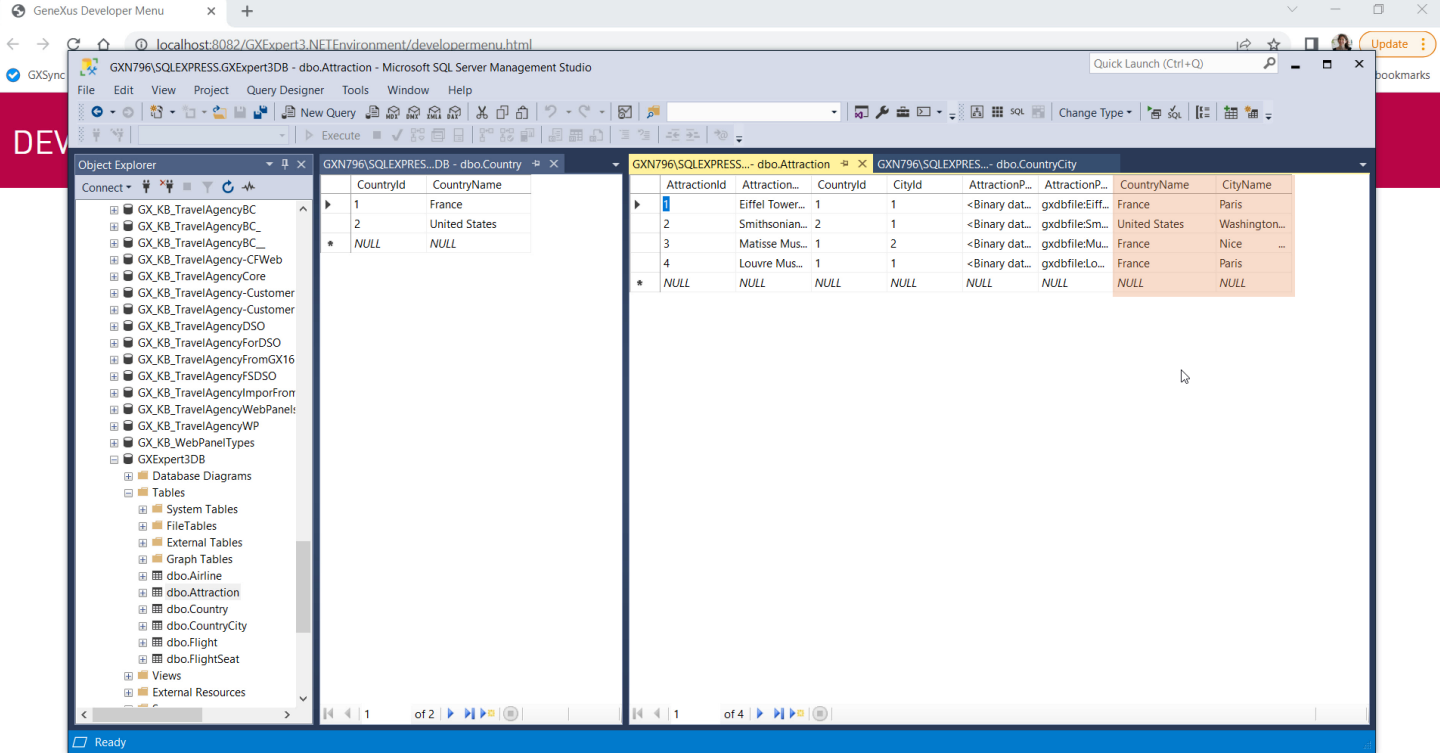 GeneXus Developer Menu
localhost:8082/GXExpert3.NETEnvironment/developermenu.html
Update
GXSync
bookmarks
DEV
GXN796\SQLEXPRESS.GXExpert3DB - dbo.Attraction - Microsoft SQL Server Management Studio
Quick Launch (Ctrl+Q)
File Edit View Project Query Designer Tools Window Help
New Query
MDX DMX XMLA DAX
SQL Change Type
Execute
Object Explorer
Connect
GX_KB_TravelAgencyBC
GX_KB_TravelAgencyBC_
GX_KB_TravelAgencyBC__
GX_KB_TravelAgency-CFWeb
GX_KB_TravelAgencyCore
GX_KB_TravelAgency-Customer
GX_KB_TravelAgency-Customer
GX_KB_TravelAgencyDSO
GX_KB_TravelAgencyForDSO
GX_KB_TravelAgencyFromGX16
GX_KB_TravelAgencyFSDSO
GX_KB_TravelAgencyImporFrom
GX_KB_TravelAgencyWebPanels
GX_KB_TravelAgencyWP
GX_KB_WebPanelTypes
GXExpert3DB
Database Diagrams
Tables
System Tables
FileTables
External Tables
Graph Tables
dbo.Airline
dbo.Attraction
dbo.Country
dbo.CountryCity
dbo.Flight
dbo.FlightSeat
Views
External Resources
GXN796\SQLEXPRES...DB - dbo.Country
CountryId CountryName
1 France
2 United States
NULL NULL
1 of 2
GXN796\SQLEXPRESS...- dbo.Attraction GXN796\SQLEXPRES...- dbo.CountryCity
AttractionId Attraction... CountryId CityId AttractionP... AttractionP... CountryName CityName
1 Eiffel Tower... 1 1 <Binary dat... gxdbfile:Eiff... France Paris
2 Smithsonian... 2 1 <Binary dat... gxdbfile:Sm... United States Washington...
3 Matisse Mus... 1 2 <Binary dat... gxdbfile:Mu... France Nice ...
4 Louvre Mus... 1 1 <Binary dat... gxdbfile:Lo... France Paris
NULL NULL NULL NULL NULL NULL NULL NULL
1 of 4
Ready